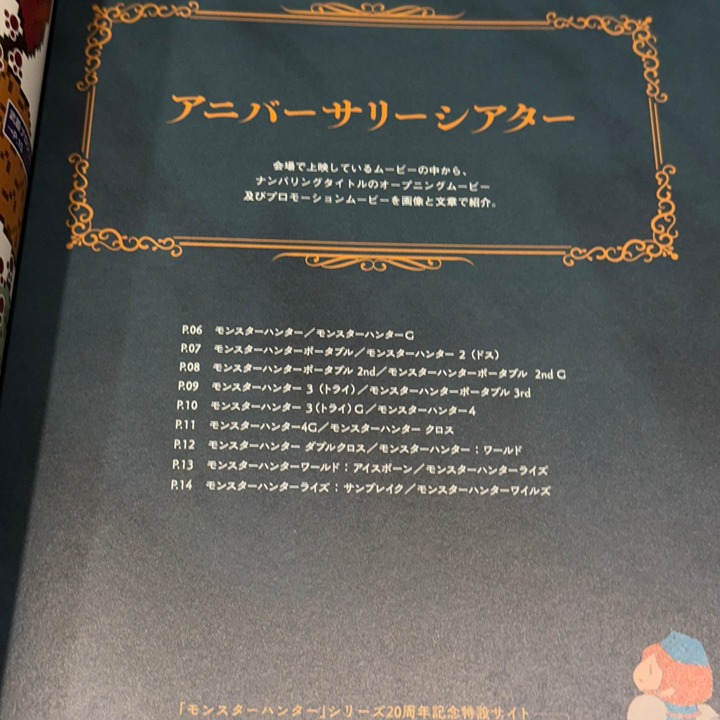 アニバーサリーシアター
会場で上映しているムービーの中から、
ナンバリングタイトルのオープニングムービー
及びプロモーションムービーを画像と文章で紹介。
P.06 モンスターハンター／モンスターハンターG
P.07 モンスターハンターポータブル／モンスターハンター 2（ドス）
P.08 モンスターハンターポータブル 2nd／モンスターハンターポータブル 2nd G
P.09 モンスターハンター 3（トライ）／モンスターハンターポータブル 3rd
P.10 モンスターハンター 3（トライ）G／モンスターハンター4
P.11 モンスターハンター4G／モンスターハンター クロス
P.12 モンスターハンター ダブルクロス／モンスターハンター：ワールド
P.13 モンスターハンターワールド：アイスボーン／モンスターハンターライズ
P.14 モンスターハンターライズ：サンブレイク／モンスターハンターワイルズ
「モンスターハンター」シリーズ20周年記念特設サイト